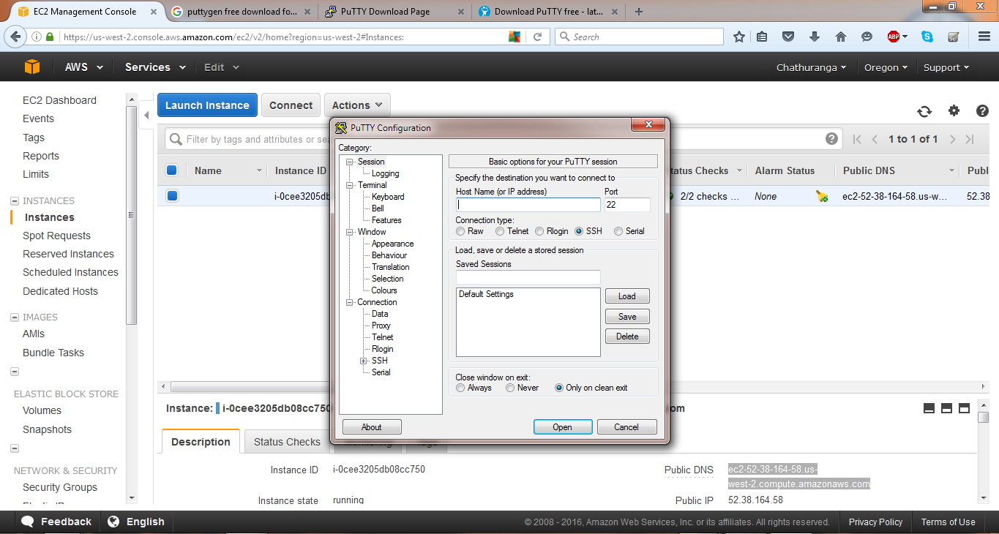 EC2 Management Console
puttygen free download fo...
PuTTY Download Page
Download PuTTY free - lat...
https://us-west-2.console.aws.amazon.com/ec2/v2/home?region=us-west-2#Instances:
Search
ABP
AWS
Services
Edit
Chathuranga
Oregon
Support
EC2 Dashboard
Events
Tags
Reports
Limits
INSTANCES
Instances
Spot Requests
Reserved Instances
Scheduled Instances
Dedicated Hosts
IMAGES
AMIs
Bundle Tasks
ELASTIC BLOCK STORE
Volumes
Snapshots
NETWORK & SECURITY
Security Groups
Launch Instance
Connect
Actions
Filter by tags and attributes or sea
1 to 1 of 1
Name
Instance ID
tatus Checks
Alarm Status
Public DNS
Publ
i-0cee3205db
2/2 checks ...
None
ec2-52-38-164-58.us-w...
52.38
PuTTY Configuration
Category:
Session
Logging
Terminal
Keyboard
Bell
Features
Window
Appearance
Behaviour
Translation
Selection
Colours
Connection
Data
Proxy
Telnet
Rlogin
SSH
Serial
Basic options for your PuTTY session
Specify the destination you want to connect to
Host Name (or IP address)
Port
22
Connection type:
Raw
Telnet
Rlogin
SSH
Serial
Load, save or delete a stored session
Saved Sessions
Default Settings
Load
Save
Delete
Close window on exit:
Always
Never
Only on clean exit
About
Open
Cancel
Instance:
i-0cee3205db08cc750
om
Description
Status Checks
Monitoring
Tags
Instance ID
i-0cee3205db08cc750
Public DNS
ec2-52-38-164-58.us-
west-2.compute.amazonaws.com
Instance state
running
Public IP
52.38.164.58
Feedback
English
© 2008 - 2016, Amazon Web Services, Inc. or its affiliates. All rights reserved.
Privacy Policy
Terms of Use